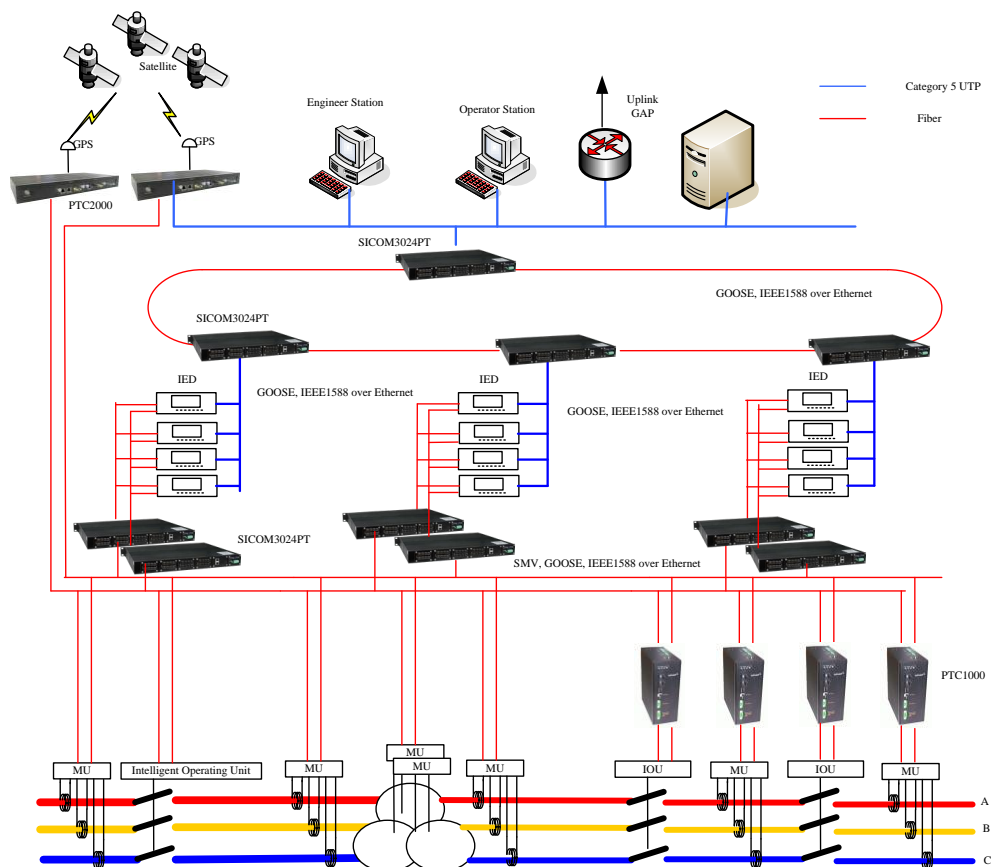 Satellite
GPS
GPS
PTC2000
Engineer Station
Operator Station
Uplink
GAP
Category 5 UTP
Fiber
SICOM3024PT
GOOSE, IEEE1588 over Ethernet
SICOM3024PT
IED
GOOSE, IEEE1588 over Ethernet
IED
GOOSE, IEEE1588 over Ethernet
IED
SICOM3024PT
SMV, GOOSE, IEEE1588 over Ethernet
PTC1000
MU
Intelligent Operating Unit
MU
MU
MU
MU
IOU
MU
IOU
MU
A
B
C